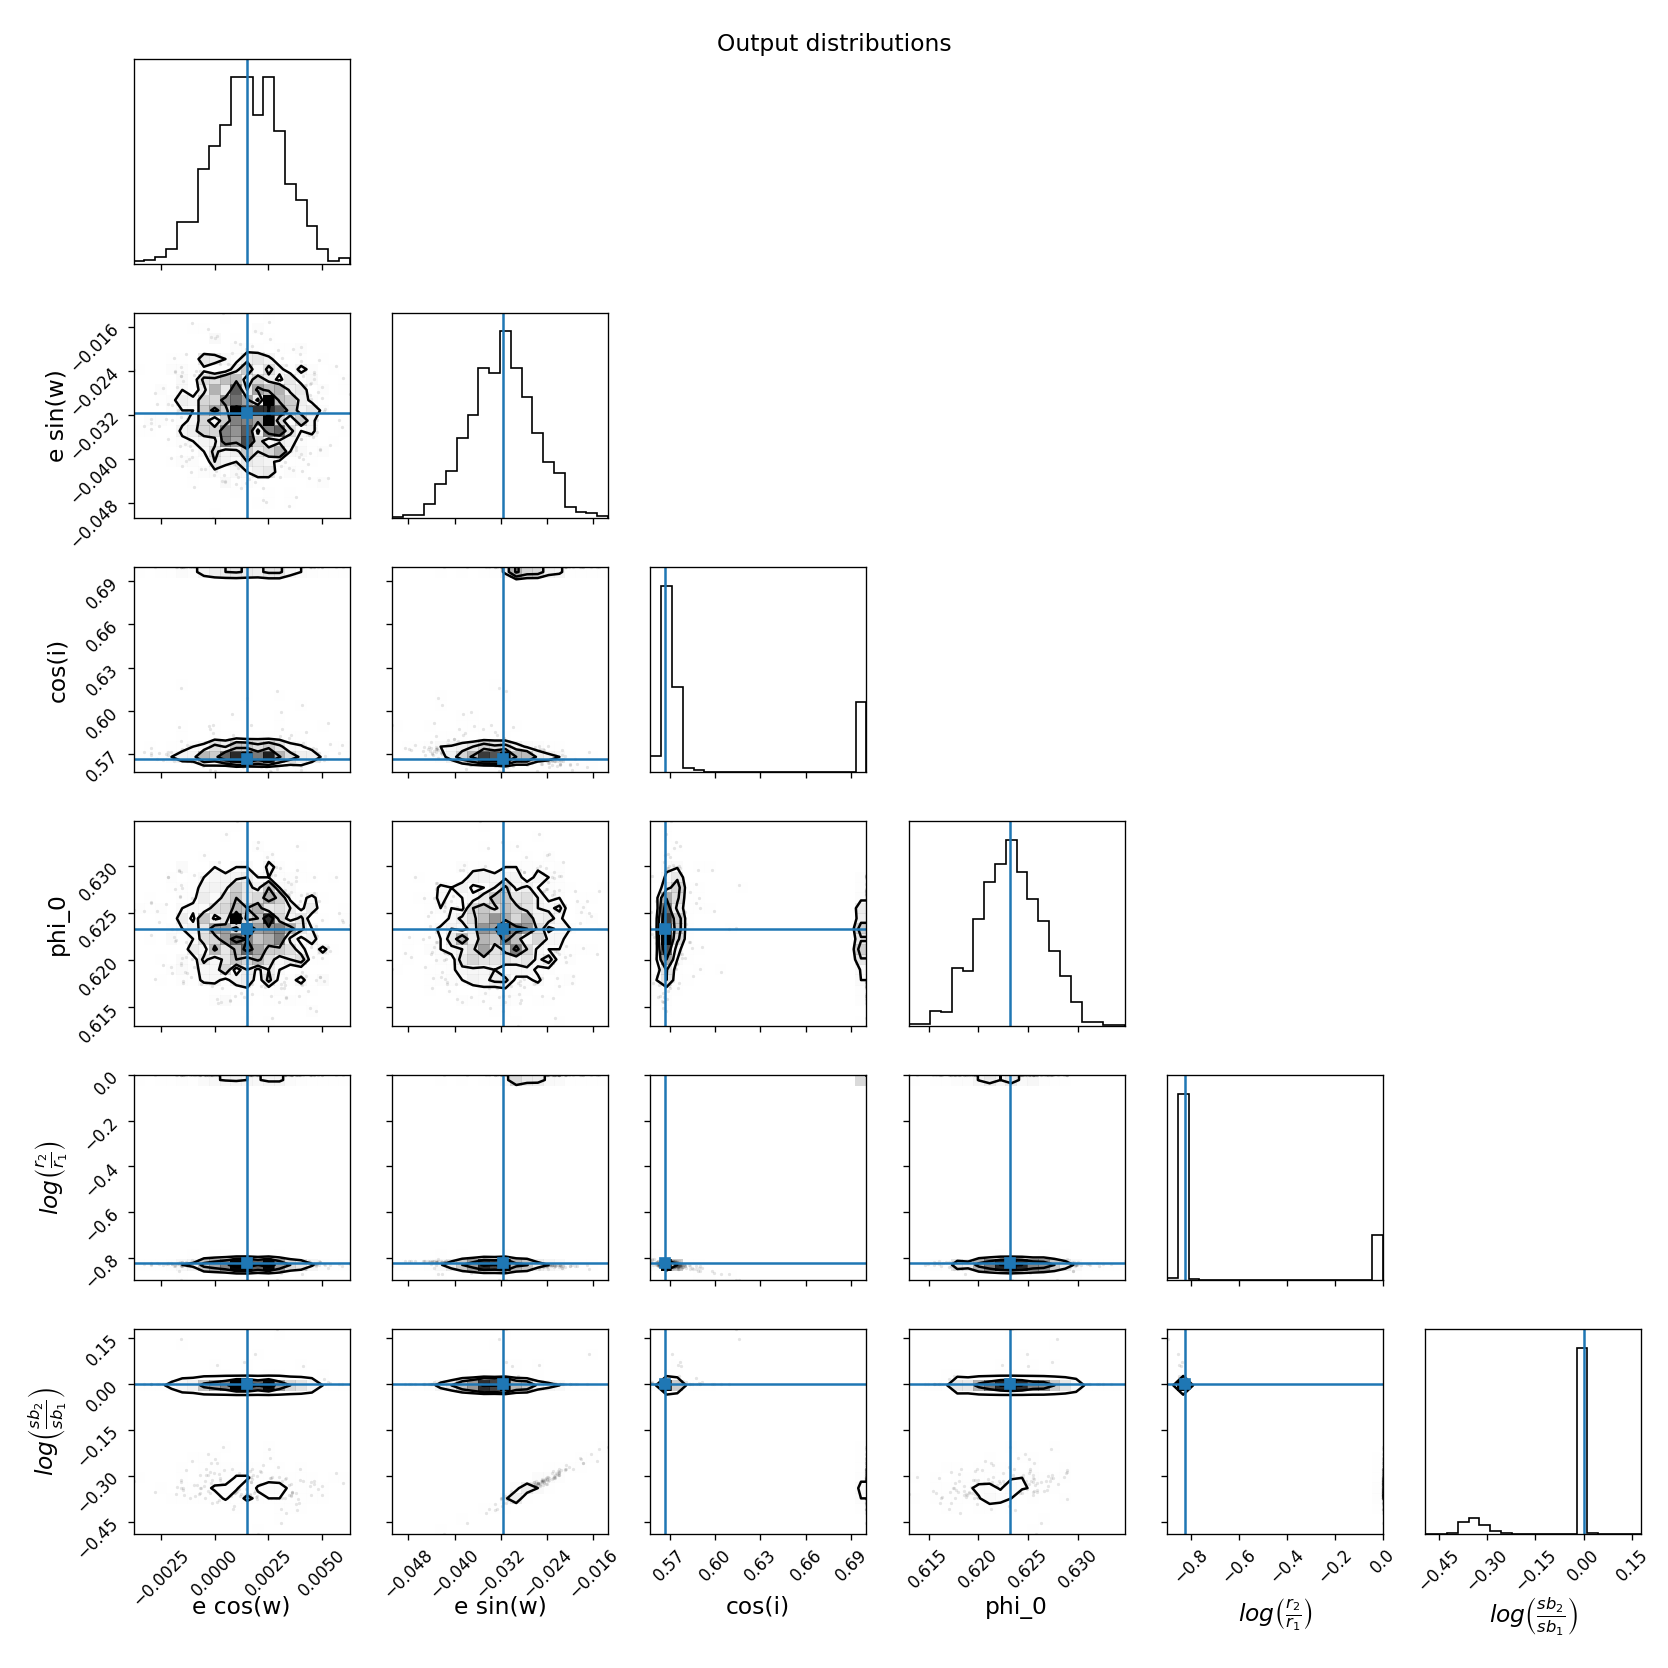 Output distributions
−0.016
−0.024
−0.032
−0.040
−0.048
e sin(w)
0.69
0.66
0.63
0.60
0.57
cos(i)
0.630
0.625
0.620
0.615
phi_0
0.0
−0.2
−0.4
−0.6
−0.8
log(r₂/r₁)
0.15
0.00
−0.15
−0.30
−0.45
log(sb₂/sb₁)
−0.0025 0.0000 0.0025 0.0050
−0.048 −0.040 −0.032 −0.024 −0.016
0.57 0.60 0.63 0.66 0.69
0.615 0.620 0.625 0.630
−0.8 −0.6 −0.4 −0.2 0.0
−0.45 −0.30 −0.15 0.00 0.15
e cos(w) e sin(w) cos(i) phi_0 log(r₂/r₁) log(sb₂/sb₁)